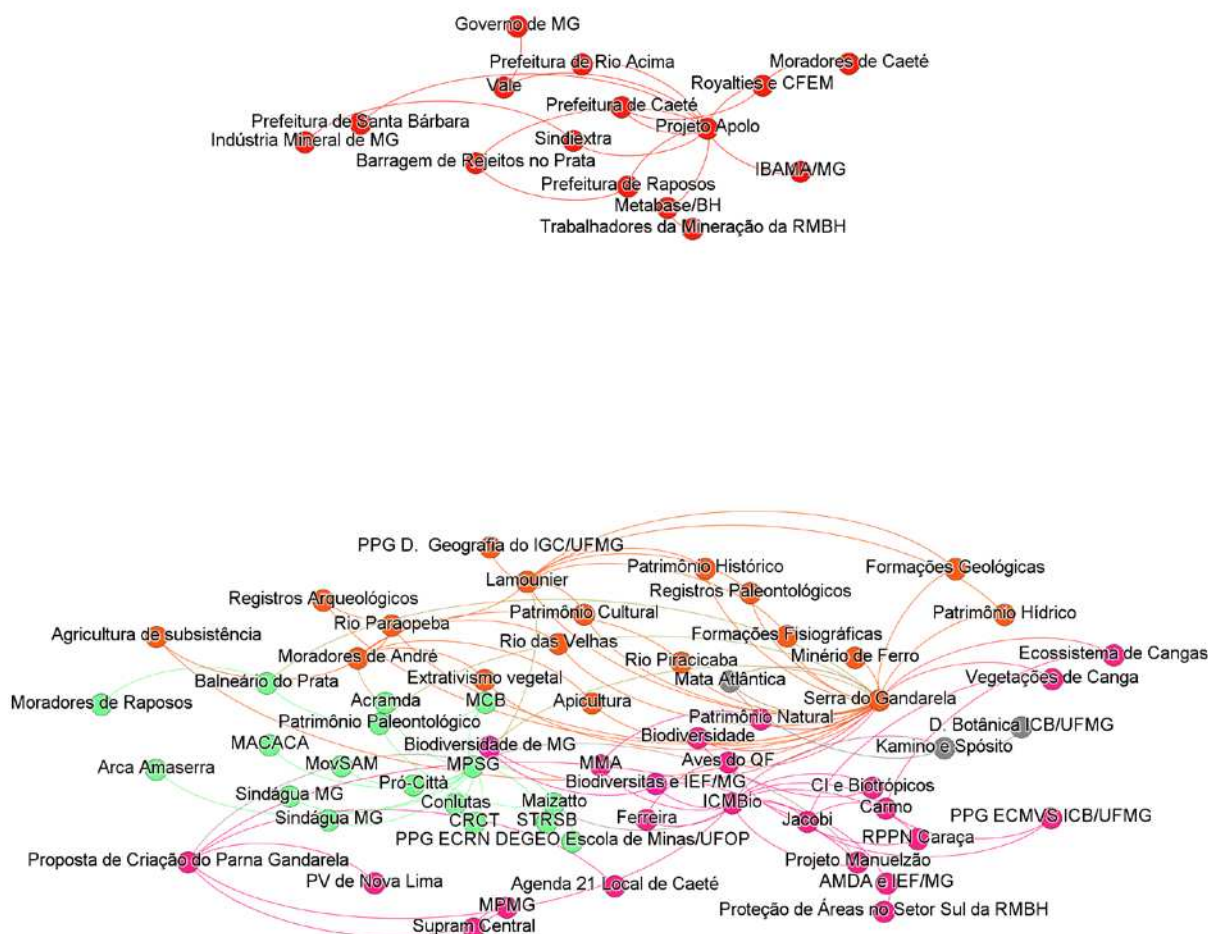 Governo de MG
Prefeitura de Rio Acima
Moradores de Caeté
Vale
Royalties e CFEM
Prefeitura de Caeté
Prefeitura de Santa Bárbara
Projeto Apolo
Indústria Mineral de MG
Sindiextra
Barragem de Rejeitos no Prata
IBAMA/MG
Prefeitura de Raposos
Metabase/BH
Trabalhadores da Mineração da RMBH
PPG D. Geografia do IGC/UFMG
Lamounier
Patrimônio Histórico
Formações Geológicas
Registros Paleontológicos
Registros Arqueológicos
Patrimônio Cultural
Patrimônio Hídrico
Rio Paraopeba
Agricultura de subsistência
Rio das Velhas
Formações Fisiográficas
Moradores de André
Rio Piracicaba
Minério de Ferro
Ecossistema de Cangas
Balneário do Prata
Extrativismo vegetal
Mata Atlântica
Vegetações de Canga
Moradores de Raposos
Acramda
MCB
Apicultura
Serra do Gandarela
Patrimônio Paleontológico
Patrimônio Natural
D. Botânica ICB/UFMG
Biodiversidade
MACACA
Biodiversidade de MG
Kamino e Spósito
Arca Amaserra
MovSAM
MPSG
MMA
Aves do QF
Pró-Città
Biodiversitas e IEF/MG
CI e Biotrópicos
Sindágua MG
Conlutas
Maizatto
ICMBio
Carmo
Sindágua MG
CRCT
STRSB
Ferreira
Jacobi
PPG ECMVS ICB/UFMG
PPG ECRN DEGEO Escola de Minas/UFOP
RPPN Caraça
Proposta de Criação do Parna Gandarela
Projeto Manuelzão
PV de Nova Lima
Agenda 21 Local de Caeté
AMDA e IEF/MG
MPMG
Proteção de Áreas no Setor Sul da RMBH
Supram Central